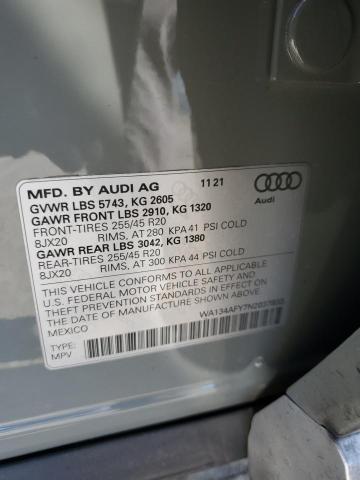 MFD. BY AUDI AG 11 21
GVWR LBS 5743, KG 2605
GAWR FRONT LBS 2910, KG 1320
FRONT-TIRES 255/45 R20
8JX20 RIMS, AT 280 KPA 41 PSI COLD
GAWR REAR LBS 3042, KG 1380
REAR-TIRES 255/45 R20
8JX20 RIMS, AT 300 KPA 44 PSI COLD
Audi
THIS VEHICLE CONFORMS TO ALL APPLICABLE
U.S. FEDERAL MOTOR VEHICLE SAFETY AND
THEFT PREVENTION STANDARDS IN EFFECT ON
THE DATE OF MANUFACTURE SHOWN ABOVE.
MEXICO
TYPE:
MPV